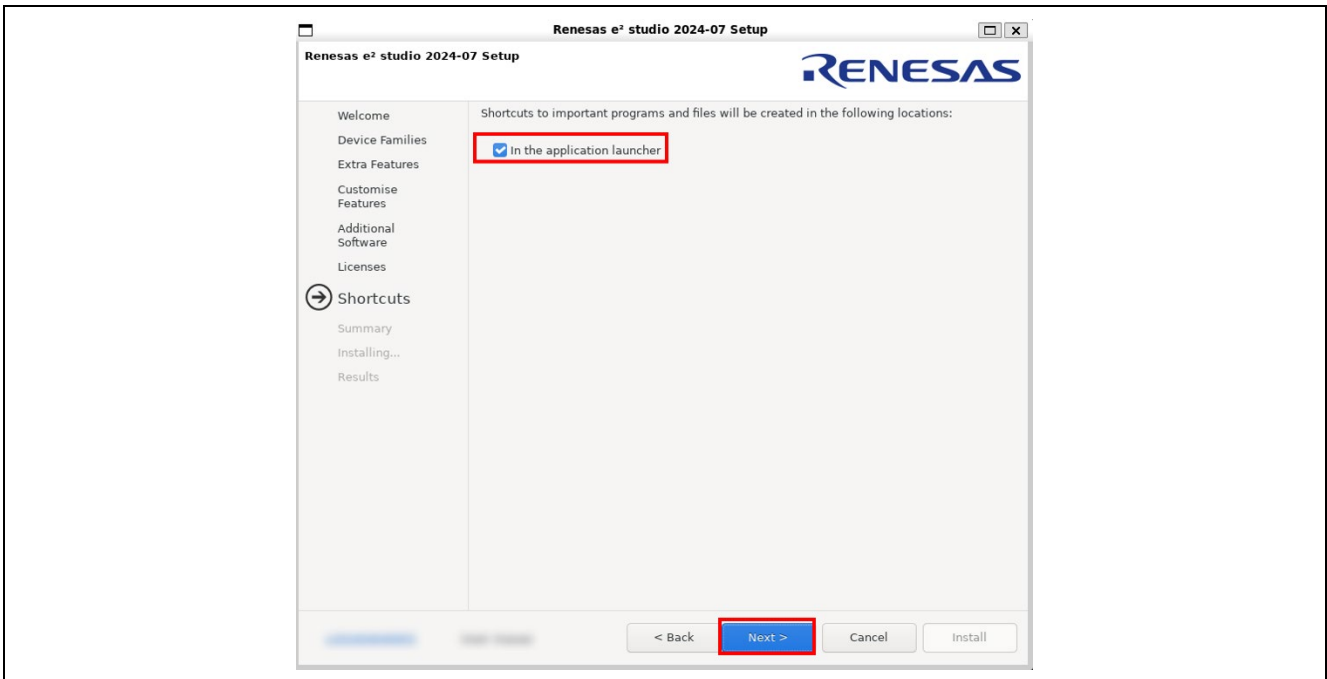 Renesas e² studio 2024-07 Setup
Renesas e² studio 2024-07 Setup
RENESAS
Welcome
Device Families
Extra Features
Customise
Features
Additional
Software
Licenses
Shortcuts
Summary
Installing...
Results
Shortcuts to important programs and files will be created in the following locations:
In the application launcher
< Back
Next >
Cancel
Install